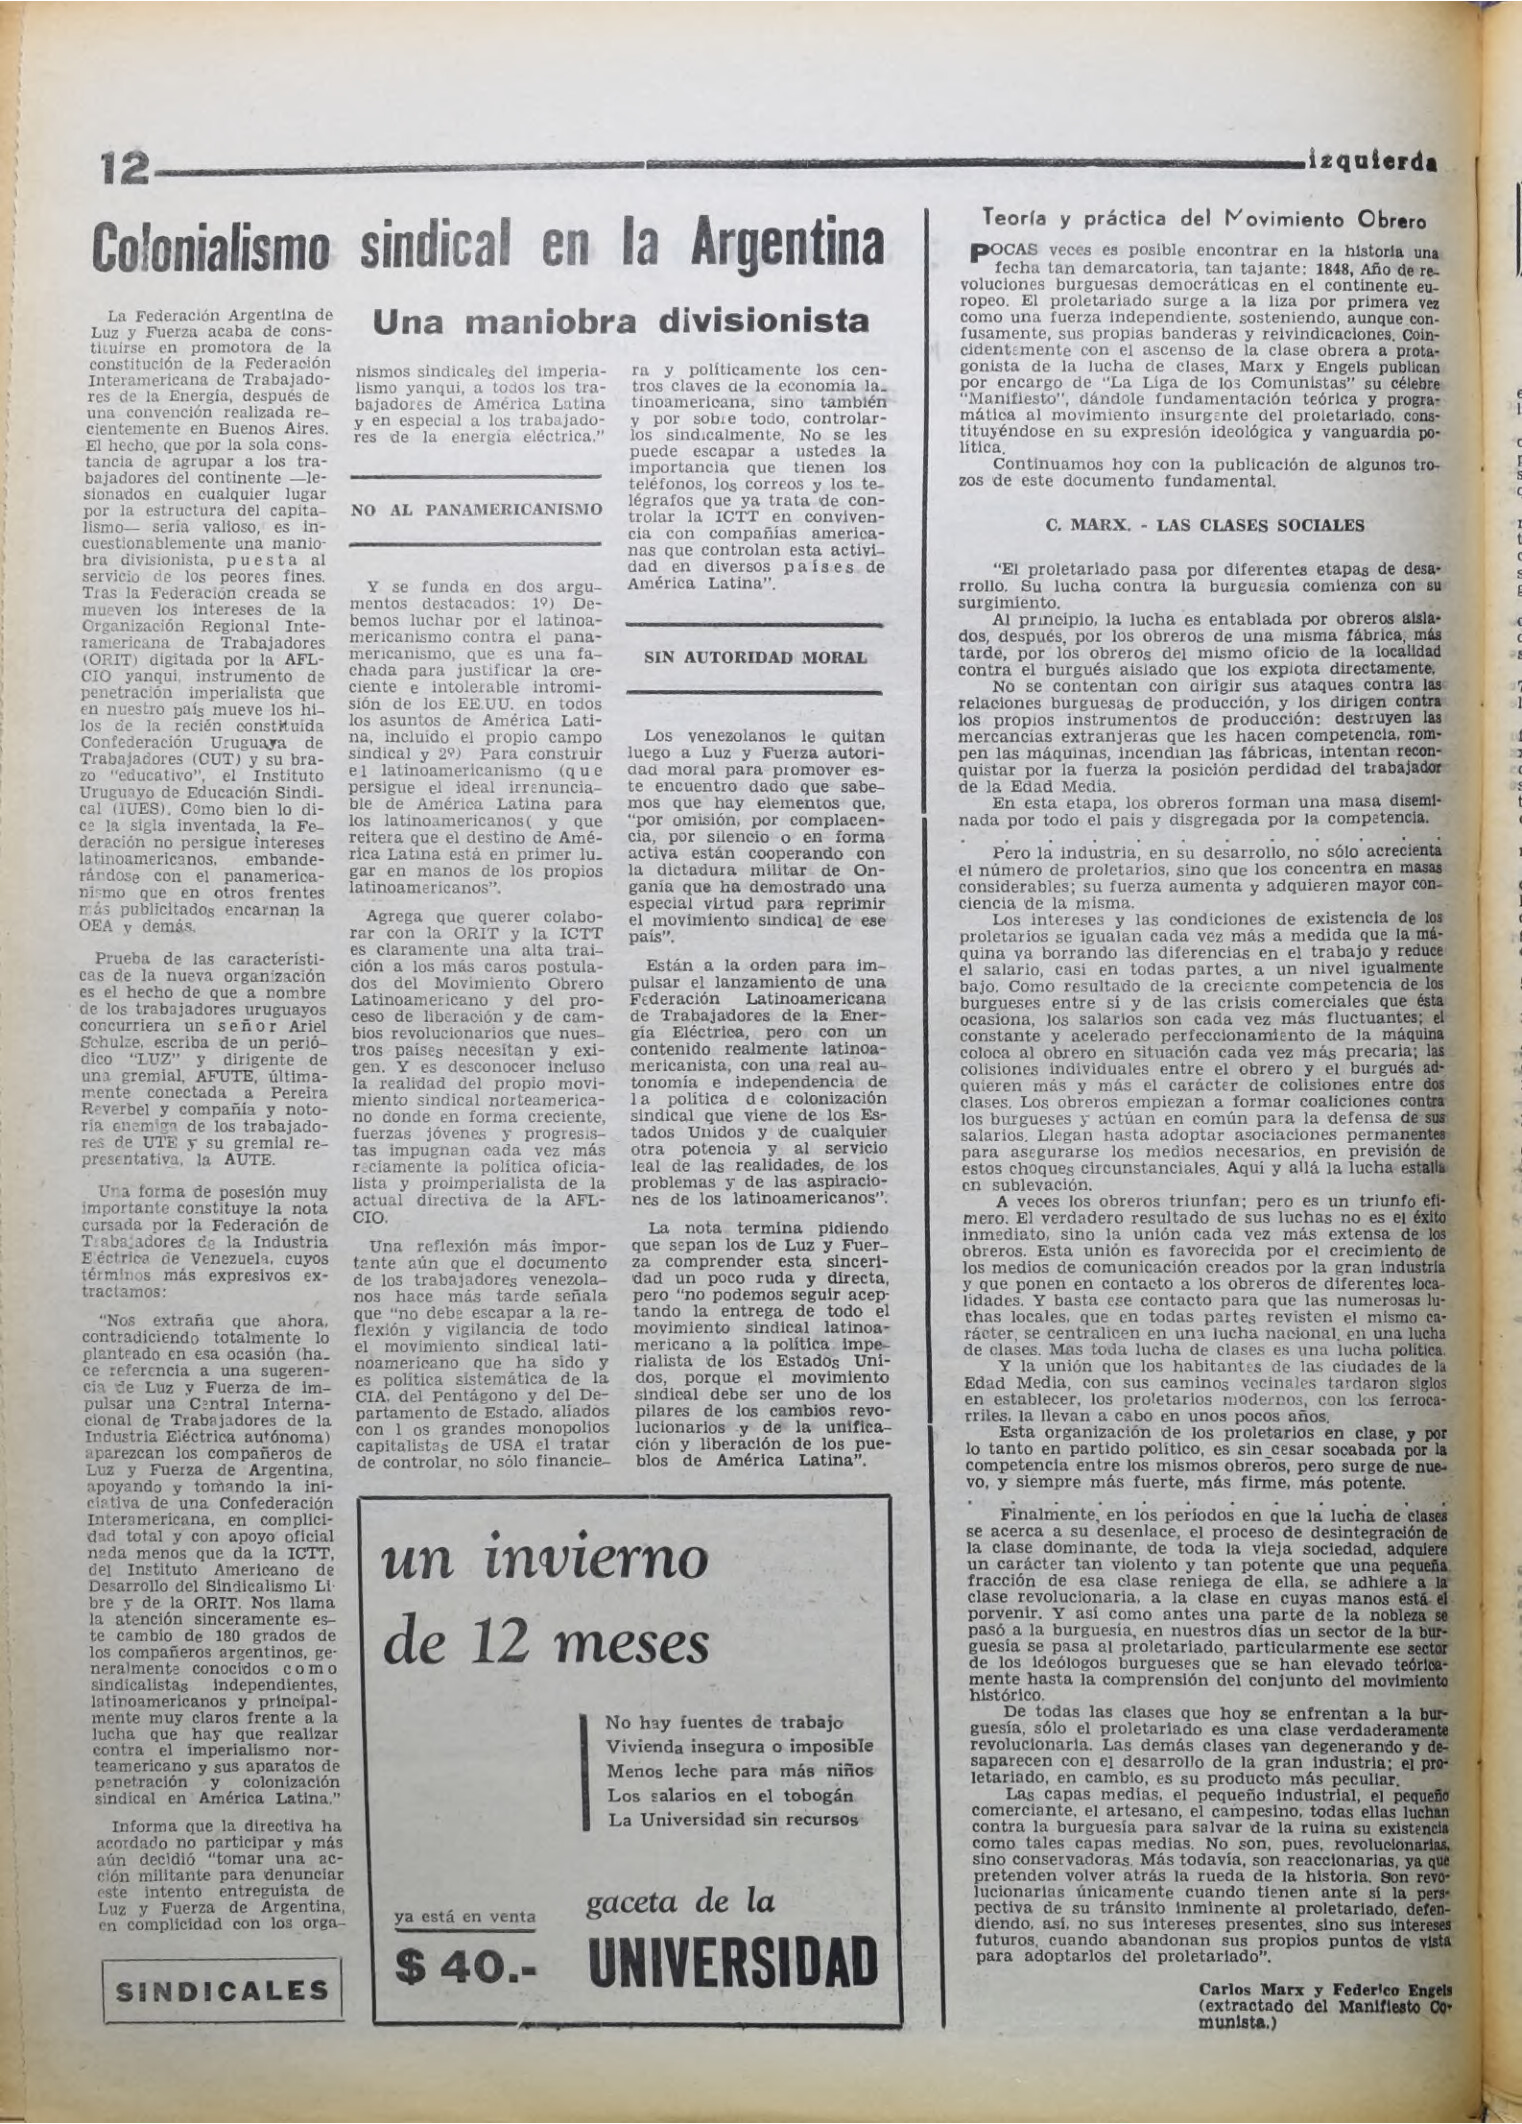 12
izquierda
Colonialismo sindical en la Argentina
Una maniobra divisionista
La Federación Argentina de
Luz y Fuerza acaba de cons-
tituirse en promotora de la
constitución de la Federación
Interamericana de Trabajado-
res de la Energía, después de
una convención realizada re-
cientemente en Buenos Aires.
El hecho, que por la sola cons-
tancia de agrupar a los tra-
bajadores del continente —le-
sionados en cualquier lugar
por la estructura del capita-
lismo— sería valioso, es in-
cuestionablemente una manio-
bra divisionista, puesta al
servicio de los peores fines.
Tras la Federación creada se
mueven los intereses de la
Organización Regional Inte-
ramericana de Trabajadores
(ORIT) digitada por la AFL-
CIO yanqui, instrumento de
penetración imperialista que
en nuestro país mueve los hi-
los de la recién constituida
Confederación Uruguaya de
Trabajadores (CUT) y su bra-
zo "educativo", el Instituto
Uruguayo de Educación Sindi-
cal (IUES). Como bien lo di-
ce la sigla inventada, la Fe-
deración no persigue intereses
latinoamericanos, embande-
rándose con el panamerica-
nismo que en otros frentes
más publicitados encarnan la
OEA y demás.
Prueba de las característi-
cas de la nueva organización
es el hecho de que a nombre
de los trabajadores uruguayos
concurriera un señor Ariel
Schulze, escriba de un perió-
dico "LUZ" y dirigente de
una gremial, AFUTE, última-
mente conectada a Pereira
Reverbel y compañía y noto-
ria enemiga de los trabajado-
res de UTE y su gremial re-
presentativa, la AUTE.
Una forma de posesión muy
importante constituye la nota
cursada por la Federación de
Trabajadores de la Industria
Eléctrica de Venezuela, cuyos
términos más expresivos ex-
tractamos:
"Nos extraña que ahora,
contradiciendo totalmente lo
planteado en esa ocasión (ha-
ce referencia a una sugeren-
cia de Luz y Fuerza de im-
pulsar una Central Interna-
cional de Trabajadores de la
Industria Eléctrica autónoma)
aparezcan los compañeros de
Luz y Fuerza de Argentina,
apoyando y tomando la ini-
ciativa de una Confederación
Interamericana, en complici-
dad total y con apoyo oficial
nada menos que da la ICTT,
del Instituto Americano de
Desarrollo del Sindicalismo Li-
bre y de la ORIT. Nos llama
la atención sinceramente es-
te cambio de 180 grados de
los compañeros argentinos, ge-
neralmente conocidos como
sindicalistas independientes,
latinoamericanos y principal-
mente muy claros frente a la
lucha que hay que realizar
contra el imperialismo nor-
teamericano y sus aparatos de
penetración y colonización
sindical en América Latina."
Informa que la directiva ha
acordado no participar y más
aún decidió "tomar una ac-
ción militante para denunciar
este intento entreguista de
Luz y Fuerza de Argentina,
en complicidad con los orga-
SINDICALES
nismos sindicales del imperia-
lismo yanqui, a todos los tra-
bajadores de América Latina
y en especial a los trabajado-
res de la energía eléctrica."
NO AL PANAMERICANISMO
Y se funda en dos argu-
mentos destacados: 1º) De-
bemos luchar por el latinoa-
mericanismo contra el pana-
mericanismo, que es una fa-
chada para justificar la cre-
ciente e intolerable intromi-
sión de los EE.UU. en todos
los asuntos de América Lati-
na, incluido el propio campo
sindical y 2º) Para construir
el latinoamericanismo (que
persigue el ideal irrenuncia-
ble de América Latina para
los latinoamericanos( y que
reitera que el destino de Amé-
rica Latina está en primer lu-
gar en manos de los propios
latinoamericanos".
Agrega que querer colabo-
rar con la ORIT y la ICTT
es claramente una alta trai-
ción a los más caros postula-
dos del Movimiento Obrero
Latinoamericano y del pro-
ceso de liberación y de cam-
bios revolucionarios que nues-
tros países necesitan y exi-
gen. Y es desconocer incluso
la realidad del propio movi-
miento sindical norteamerica-
no donde en forma creciente,
fuerzas jóvenes y progresis-
tas impugnan cada vez más
reciamente la política oficia-
lista y proimperialista de la
actual directiva de la AFL-
CIO.
Una reflexión más impor-
tante aún que el documento
de los trabajadores venezola-
nos hace más tarde señala
que "no debe escapar a la re-
flexión y vigilancia de todo
el movimiento sindical lati-
noamericano que ha sido y
es política sistemática de la
CIA, del Pentágono y del De-
partamento de Estado, aliados
con l os grandes monopolios
capitalistas de USA el tratar
de controlar, no sólo financie-
ra y políticamente los cen-
tros claves de la economía la-
tinoamericana, sino también
y por sobre todo, controlar-
los sindicalmente. No se les
puede escapar a ustedes la
importancia que tienen los
teléfonos, los correos y los te-
légrafos que ya trata de con-
trolar la ICTT en conviven-
cia con compañías america-
nas que controlan esta activi-
dad en diversos países de
América Latina".
SIN AUTORIDAD MORAL
Los venezolanos le quitan
luego a Luz y Fuerza autori-
dad moral para promover es-
te encuentro dado que sabe-
mos que hay elementos que,
"por omisión, por complacen-
cia, por silencio o en forma
activa están cooperando con
la dictadura militar de On-
ganía que ha demostrado una
especial virtud para reprimir
el movimiento sindical de ese
país".
Están a la orden para im-
pulsar el lanzamiento de una
Federación Latinoamericana
de Trabajadores de la Ener-
gía Eléctrica, pero con un
contenido realmente latinoa-
mericanista, con una real au-
tonomía e independencia de
la política de colonización
sindical que viene de los Es-
tados Unidos y de cualquier
otra potencia y al servicio
leal de las realidades, de los
problemas y de las aspiracio-
nes de los latinoamericanos".
La nota termina pidiendo
que sepan los de Luz y Fuer-
za comprender esta sinceri-
dad un poco ruda y directa,
pero "no podemos seguir acep-
tando la entrega de todo el
movimiento sindical latinoa-
mericano a la política impe-
rialista de los Estados Uni-
dos, porque el movimiento
sindical debe ser uno de los
pilares de los cambios revo-
lucionarios y de la unifica-
ción y liberación de los pue-
blos de América Latina".
un invierno
de 12 meses
No hay fuentes de trabajo
Vivienda insegura o imposible
Menos leche para más niños
Los salarios en el tobogán
La Universidad sin recursos
ya está en venta
$ 40.-
gaceta de la
UNIVERSIDAD
Teoría y práctica del Movimiento Obrero
POCAS veces es posible encontrar en la historia una
fecha tan demarcatoria, tan tajante: 1848, Año de re-
voluciones burguesas democráticas en el continente eu-
ropeo. El proletariado surge a la liza por primera vez
como una fuerza independiente, sosteniendo, aunque con-
fusamente, sus propias banderas y reivindicaciones. Coin-
cidentemente con el ascenso de la clase obrera a prota-
gonista de la lucha de clases, Marx y Engels publican
por encargo de "La Liga de los Comunistas" su célebre
"Manifiesto", dándole fundamentación teórica y progra-
mática al movimiento insurgente del proletariado, cons-
tituyéndose en su expresión ideológica y vanguardia po-
lítica.
Continuamos hoy con la publicación de algunos tro-
zos de este documento fundamental.
C. MARX. - LAS CLASES SOCIALES
"El proletariado pasa por diferentes etapas de desa-
rrollo. Su lucha contra la burguesía comienza con su
surgimiento.
Al principio, la lucha es entablada por obreros aisla-
dos, después, por los obreros de una misma fábrica, más
tarde, por los obreros del mismo oficio de la localidad
contra el burgués aislado que los explota directamente.
No se contentan con dirigir sus ataques contra las
relaciones burguesas de producción, y los dirigen contra
los propios instrumentos de producción: destruyen las
mercancías extranjeras que les hacen competencia, rom-
pen las máquinas, incendian las fábricas, intentan recon-
quistar por la fuerza la posición perdidad del trabajador
de la Edad Media.
En esta etapa, los obreros forman una masa disemi-
nada por todo el país y disgregada por la competencia.
. . . . . . . . . . . .
Pero la industria, en su desarrollo, no sólo acrecienta
el número de proletarios, sino que los concentra en masas
considerables; su fuerza aumenta y adquieren mayor con-
ciencia de la misma.
Los intereses y las condiciones de existencia de los
proletarios se igualan cada vez más a medida que la má-
quina va borrando las diferencias en el trabajo y reduce
el salario, casi en todas partes, a un nivel igualmente
bajo. Como resultado de la creciente competencia de los
burgueses entre sí y de las crisis comerciales que ésta
ocasiona, los salarios son cada vez más fluctuantes; el
constante y acelerado perfeccionamiento de la máquina
coloca al obrero en situación cada vez más precaria; las
colisiones individuales entre el obrero y el burgués ad-
quieren más y más el carácter de colisiones entre dos
clases. Los obreros empiezan a formar coaliciones contra
los burgueses y actúan en común para la defensa de sus
salarios. Llegan hasta adoptar asociaciones permanentes
para asegurarse los medios necesarios, en previsión de
estos choques circunstanciales. Aquí y allá la lucha estalla
en sublevación.
A veces los obreros triunfan; pero es un triunfo efí-
mero. El verdadero resultado de sus luchas no es el éxito
inmediato, sino la unión cada vez más extensa de los
obreros. Esta unión es favorecida por el crecimiento de
los medios de comunicación creados por la gran industria
y que ponen en contacto a los obreros de diferentes loca-
lidades. Y basta ese contacto para que las numerosas lu-
chas locales, que en todas partes revisten el mismo ca-
rácter, se centralicen en una lucha nacional, en una lucha
de clases. Mas toda lucha de clases es una lucha política.
Y la unión que los habitantes de las ciudades de la
Edad Media, con sus caminos vecinales tardaron siglos
en establecer, los proletarios modernos, con los ferroca-
rriles, la llevan a cabo en unos pocos años.
Esta organización de los proletarios en clase, y por
lo tanto en partido político, es sin cesar socabada por la
competencia entre los mismos obreros, pero surge de nue-
vo, y siempre más fuerte, más firme, más potente.
. . . . . . . . . . . .
Finalmente, en los períodos en que la lucha de clases
se acerca a su desenlace, el proceso de desintegración de
la clase dominante, de toda la vieja sociedad, adquiere
un carácter tan violento y tan potente que una pequeña
fracción de esa clase reniega de ella, se adhiere a la
clase revolucionaria, a la clase en cuyas manos está el
porvenir. Y así como antes una parte de la nobleza se
pasó a la burguesía, en nuestros días un sector de la bur-
guesía se pasa al proletariado, particularmente ese sector
de los ideólogos burgueses que se han elevado teórica-
mente hasta la comprensión del conjunto del movimiento
histórico.
De todas las clases que hoy se enfrentan a la bur-
guesía, sólo el proletariado es una clase verdaderamente
revolucionaria. Las demás clases van degenerando y de-
saparecen con el desarrollo de la gran industria; el pro-
letariado, en cambio, es su producto más peculiar.
Las capas medias, el pequeño industrial, el pequeño
comerciante, el artesano, el campesino, todas ellas luchan
contra la burguesía para salvar de la ruina su existencia
como tales capas medias. No son, pues, revolucionarias,
sino conservadoras. Más todavía, son reaccionarias, ya que
pretenden volver atrás la rueda de la historia. Son revo-
lucionarias únicamente cuando tienen ante sí la pers-
pectiva de su tránsito inminente al proletariado, defen-
diendo, así, no sus intereses presentes, sino sus intereses
futuros, cuando abandonan sus propios puntos de vista
para adoptarlos del proletariado".
Carlos Marx y Federico Engels
(extractado del Manifiesto Co-
munista.)